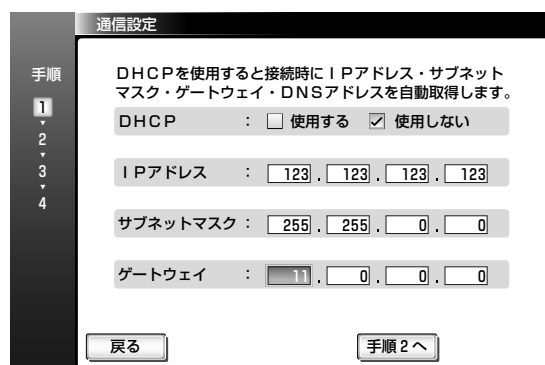 通信設定
手順
1
2
3
4
DHCPを使用すると接続時にIPアドレス・サブネット
マスク・ゲートウェイ・DNSアドレスを自動取得します。
DHCP : 使用する 使用しない
IPアドレス : 123 . 123 . 123 . 123
サブネットマスク : 255 . 255 . 0 . 0
ゲートウェイ : 11 . 0 . 0 . 0
戻る 手順2へ